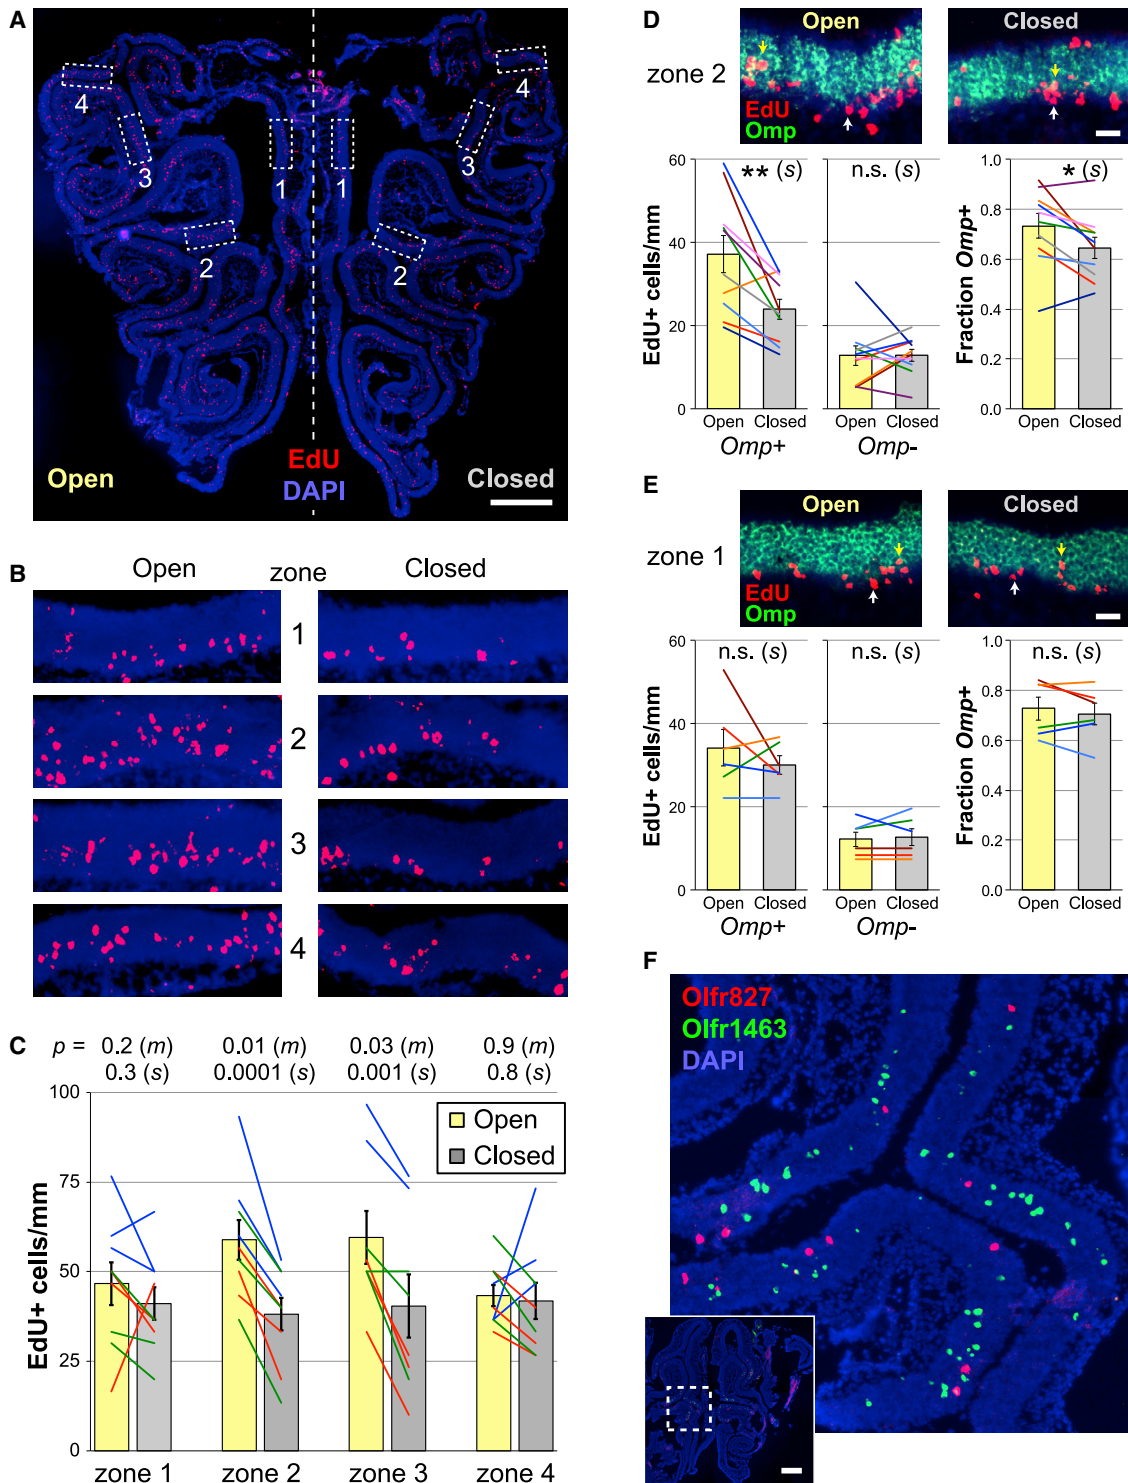 A
4
4
3
3
1
1
2
2
EdU
DAPI
Open
Closed
B
Open
zone
Closed
1
2
3
4
C
p = 0.2 (m) 0.01 (m) 0.03 (m) 0.9 (m)
0.3 (s) 0.0001 (s) 0.001 (s) 0.8 (s)
EdU+ cells/mm
100
75
50
25
0
Open
Closed
zone 1 zone 2 zone 3 zone 4
D
Open
Closed
zone 2
EdU
Omp
EdU+ cells/mm
60
40
20
0
** (s)
n.s. (s)
Open Closed
Open Closed
Omp+
Omp-
Fraction Omp+
1.0
0.8
0.6
0.4
0.2
0.0
* (s)
Open Closed
E
Open
Closed
zone 1
EdU
Omp
EdU+ cells/mm
60
40
20
0
n.s. (s)
n.s. (s)
Open Closed
Open Closed
Omp+
Omp-
Fraction Omp+
1.0
0.8
0.6
0.4
0.2
0.0
n.s. (s)
Open Closed
F
Olfr827
Olfr1463
DAPI